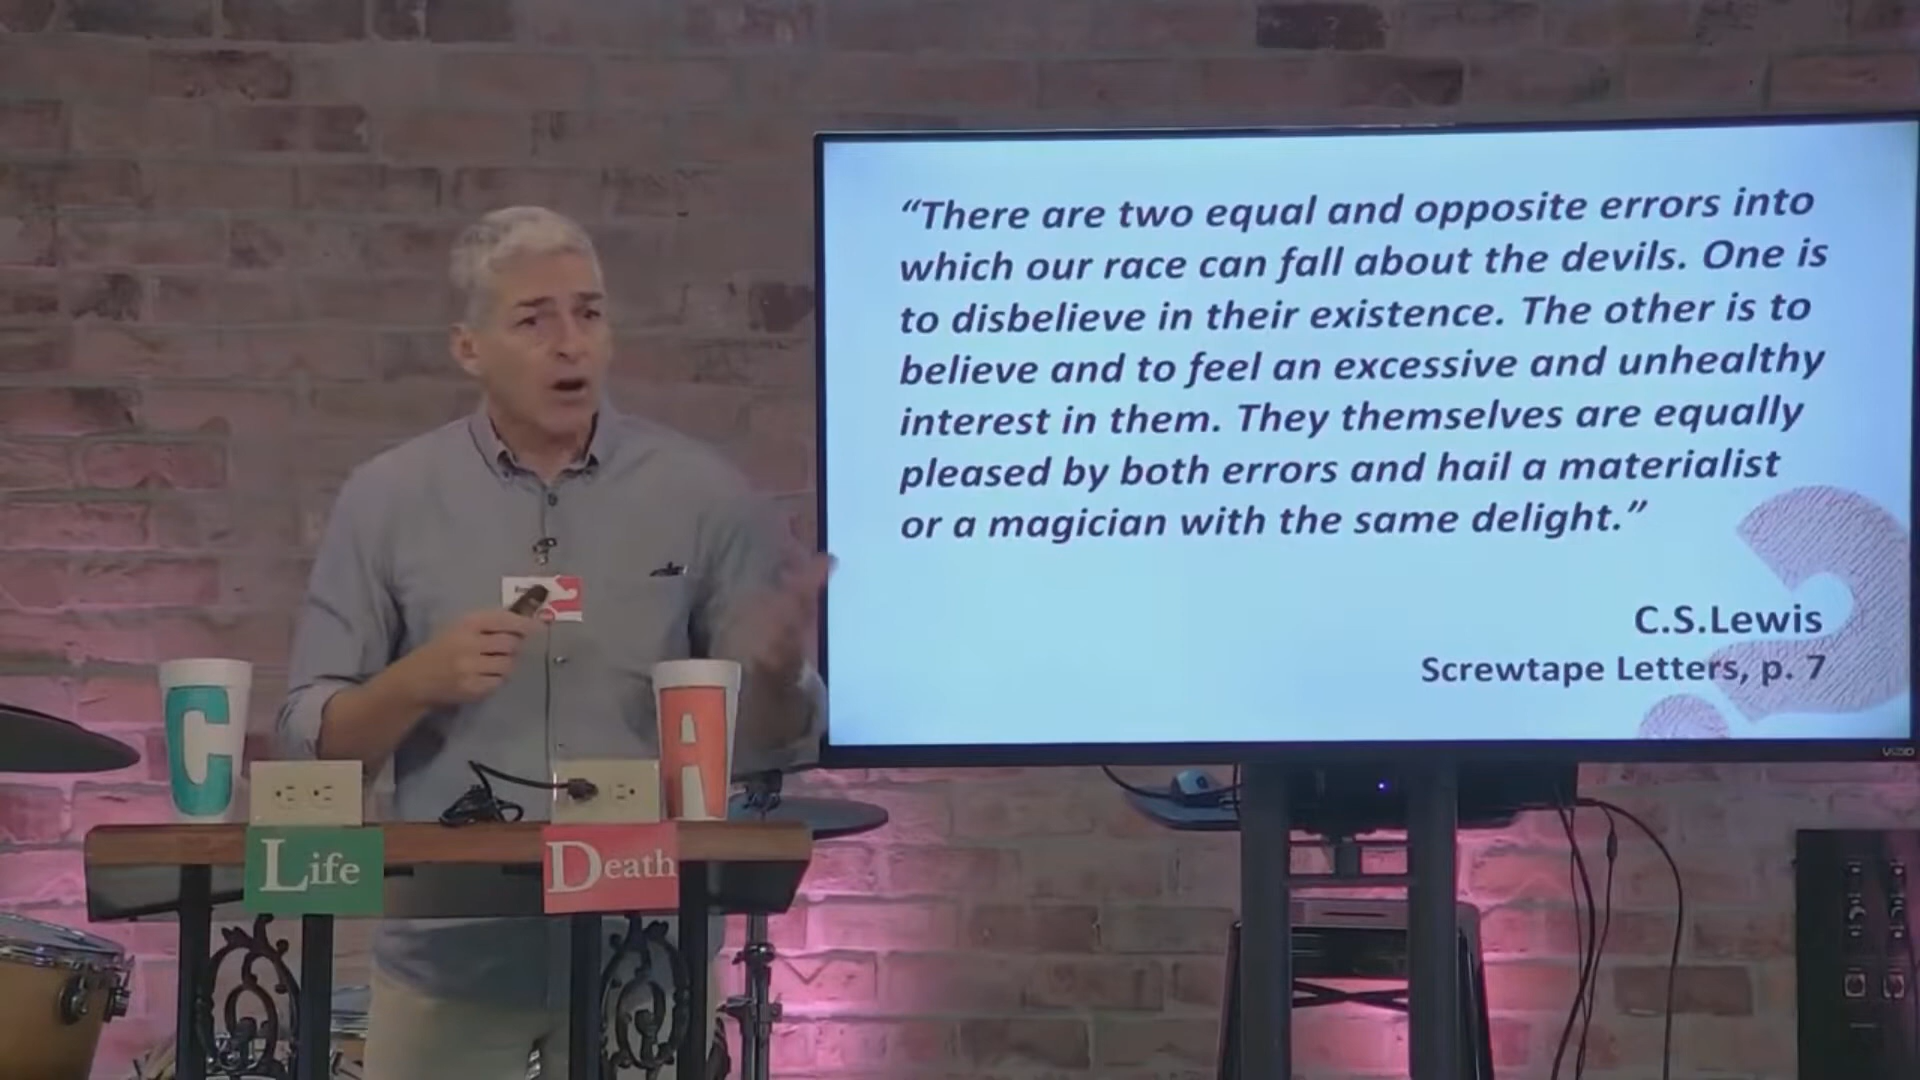 “There are two equal and opposite errors into
which our race can fall about the devils. One is
to disbelieve in their existence. The other is to
believe and to feel an excessive and unhealthy
interest in them. They themselves are equally
pleased by both errors and hail a materialist
or a magician with the same delight.”
C.S.Lewis
Screwtape Letters, p. 7
VIZIO
C
A
Life
Death